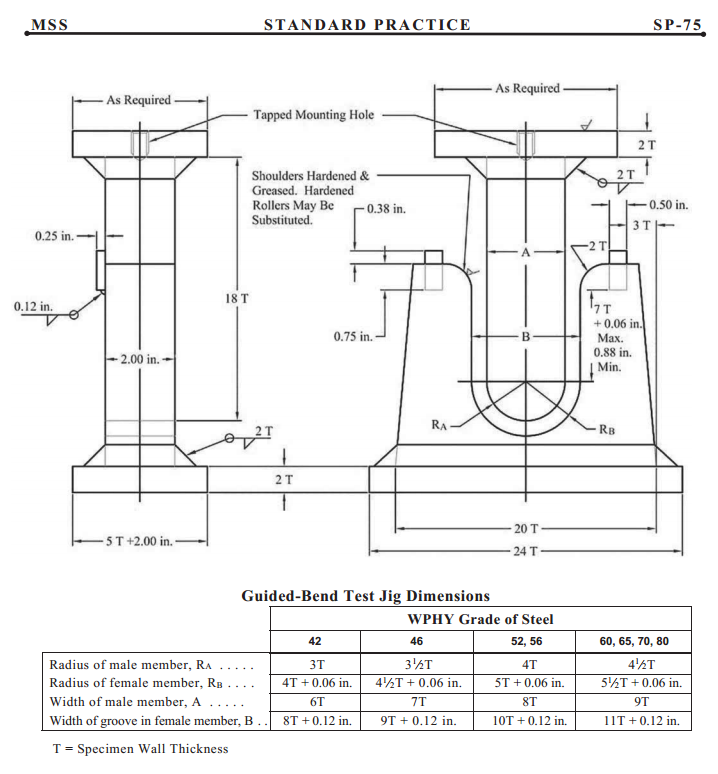 MSS STANDARD PRACTICE SP-75
As Required
As Required
Tapped Mounting Hole
2 T
2 T
Shoulders Hardened &
Greased. Hardened
Rollers May Be
Substituted.
0.38 in.
0.50 in.
3 T
0.25 in.
A
2 T
0.12 in.
18 T
7 T
+ 0.06 in.
Max.
0.88 in.
Min.
0.75 in.
B
2.00 in.
RA
RB
2 T
2 T
20 T
5 T +2.00 in.
24 T
Guided-Bend Test Jig Dimensions
WPHY Grade of Steel
42 46 52, 56 60, 65, 70, 80
Radius of male member, RA . . . . . 3T 3½T 4T 4½T
Radius of female member, RB . . . . 4T + 0.06 in. 4½T + 0.06 in. 5T + 0.06 in. 5½T + 0.06 in.
Width of male member, A . . . . . 6T 7T 8T 9T
Width of groove in female member, B . . 8T + 0.12 in. 9T + 0.12 in. 10T + 0.12 in. 11T + 0.12 in.
T = Specimen Wall Thickness